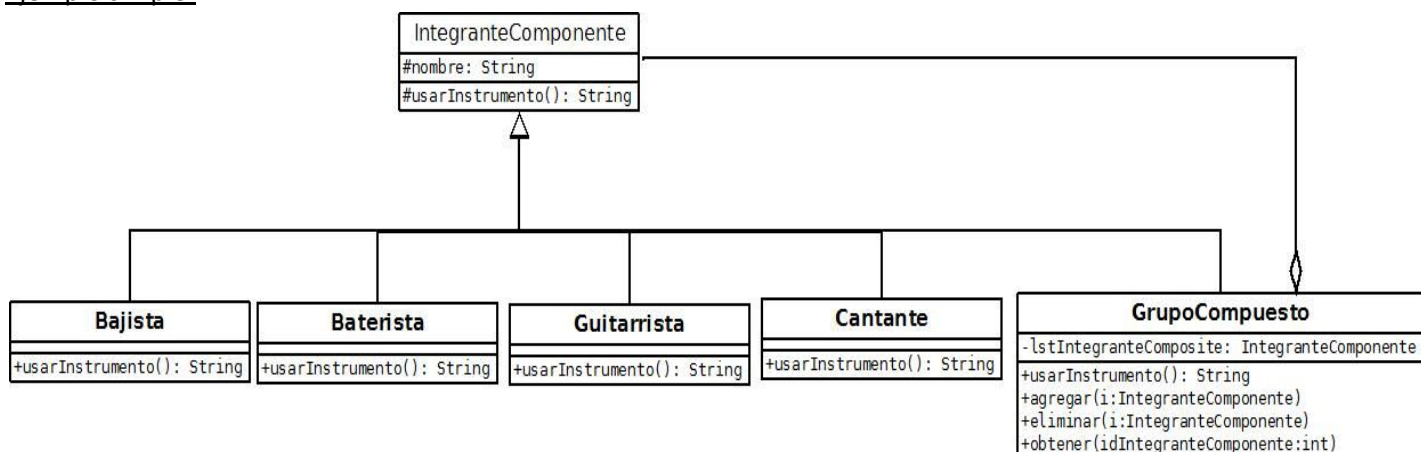 IntegranteComponente
#nombre: String
#usarInstrumento(): String
Bajista
+usarInstrumento(): String
Baterista
+usarInstrumento(): String
Guitarrista
+usarInstrumento(): String
Cantante
+usarInstrumento(): String
GrupoCompuesto
-lstIntegranteComposite: IntegranteComponente
+usarInstrumento(): String
+agregar(i:IntegranteComponente)
+eliminar(i:IntegranteComponente)
+obtener(idIntegranteComponente:int)